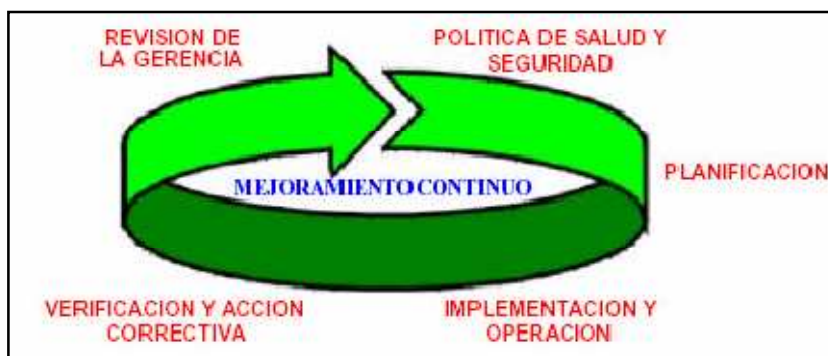 REVISION DE
LA GERENCIA
POLITICA DE SALUD Y
SEGURIDAD
PLANIFICACION
MEJORAMIENTO CONTINUO
VERIFICACION Y ACCION
CORRECTIVA
IMPLEMENTACION Y
OPERACION